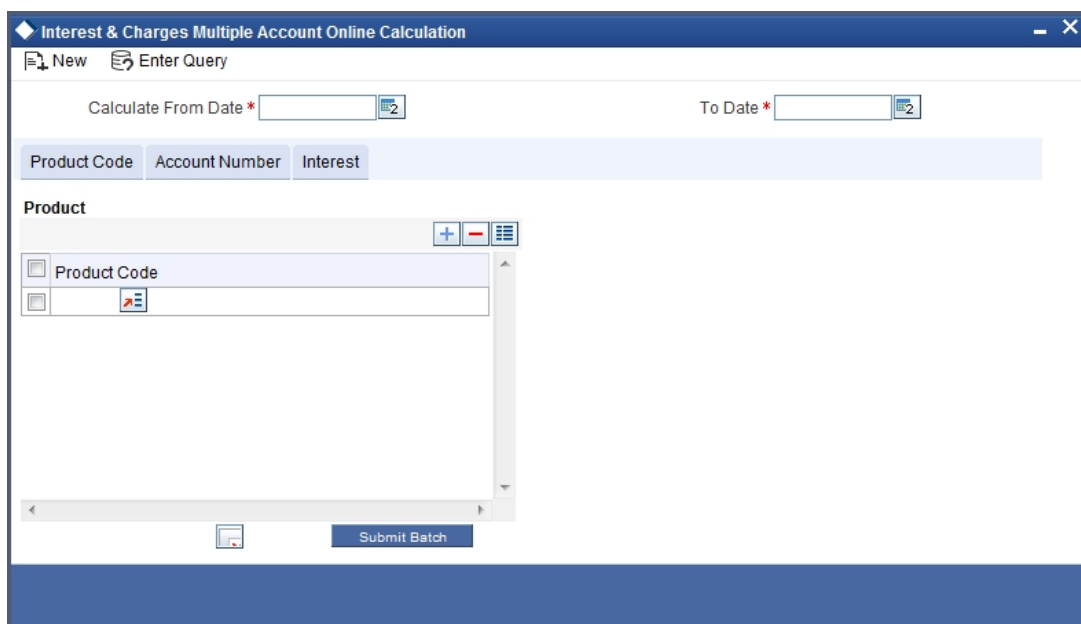 Interest & Charges Multiple Account Online Calculation
New Enter Query
Calculate From Date * To Date *
Product Code Account Number Interest
Product
Product Code
Submit Batch